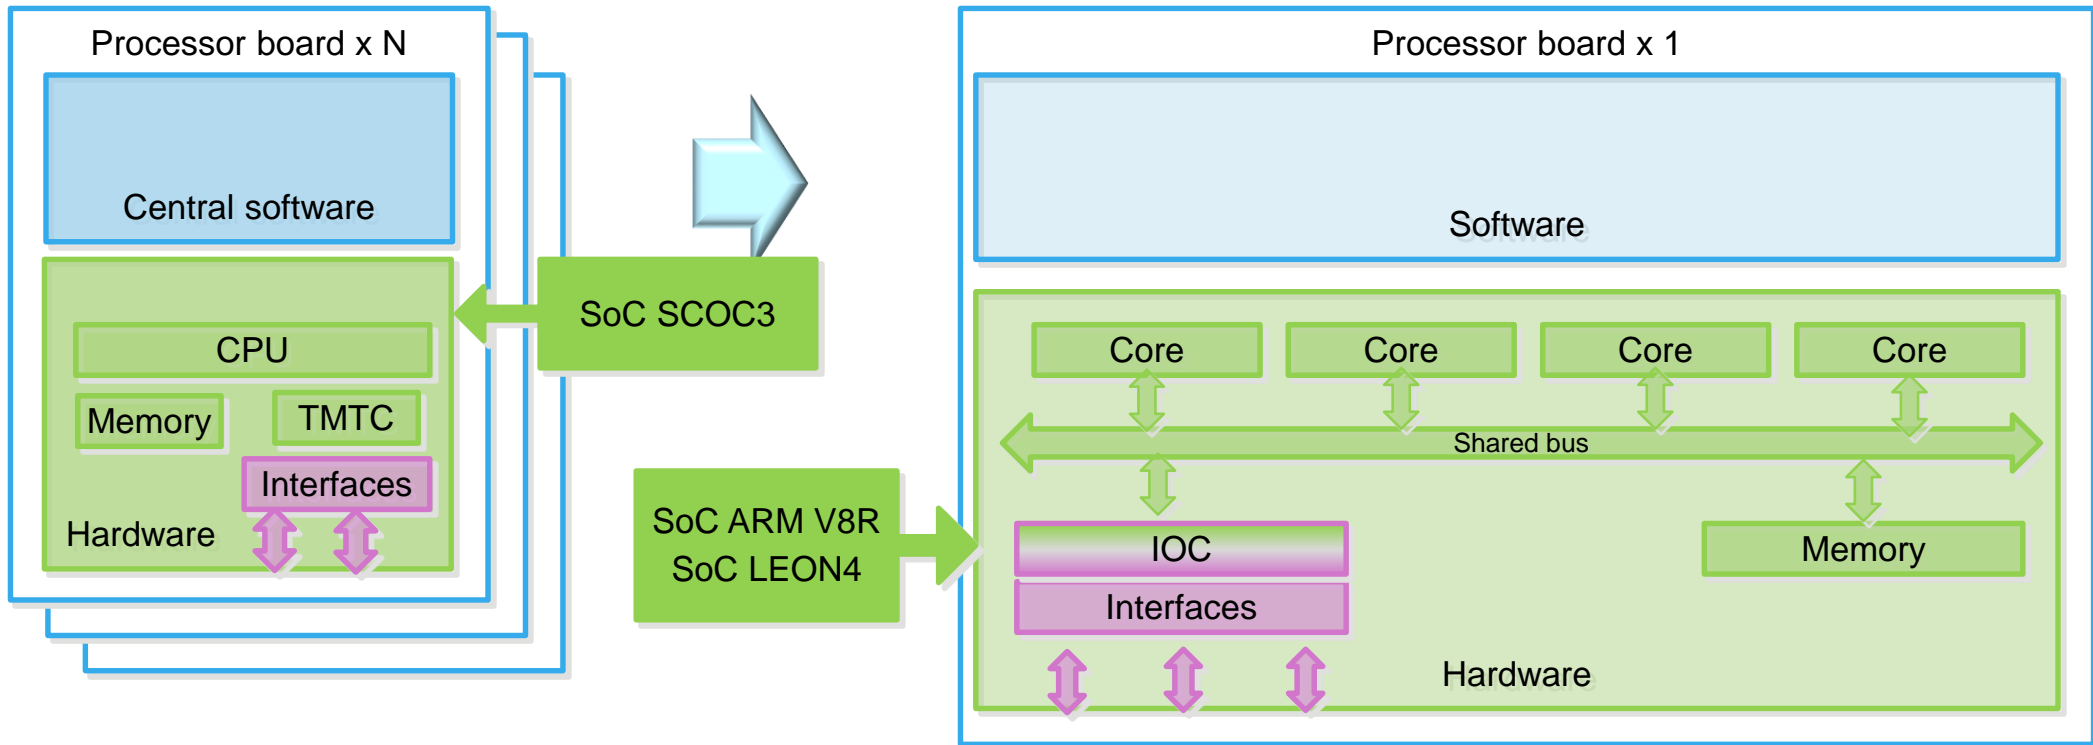 Processor board x N
Central software
CPU
Memory
TMTC
Interfaces
Hardware
SoC SCOC3
SoC ARM V8R
SoC LEON4
Processor board x 1
Software
Core
Core
Core
Core
Shared bus
IOC
Memory
Interfaces
Hardware